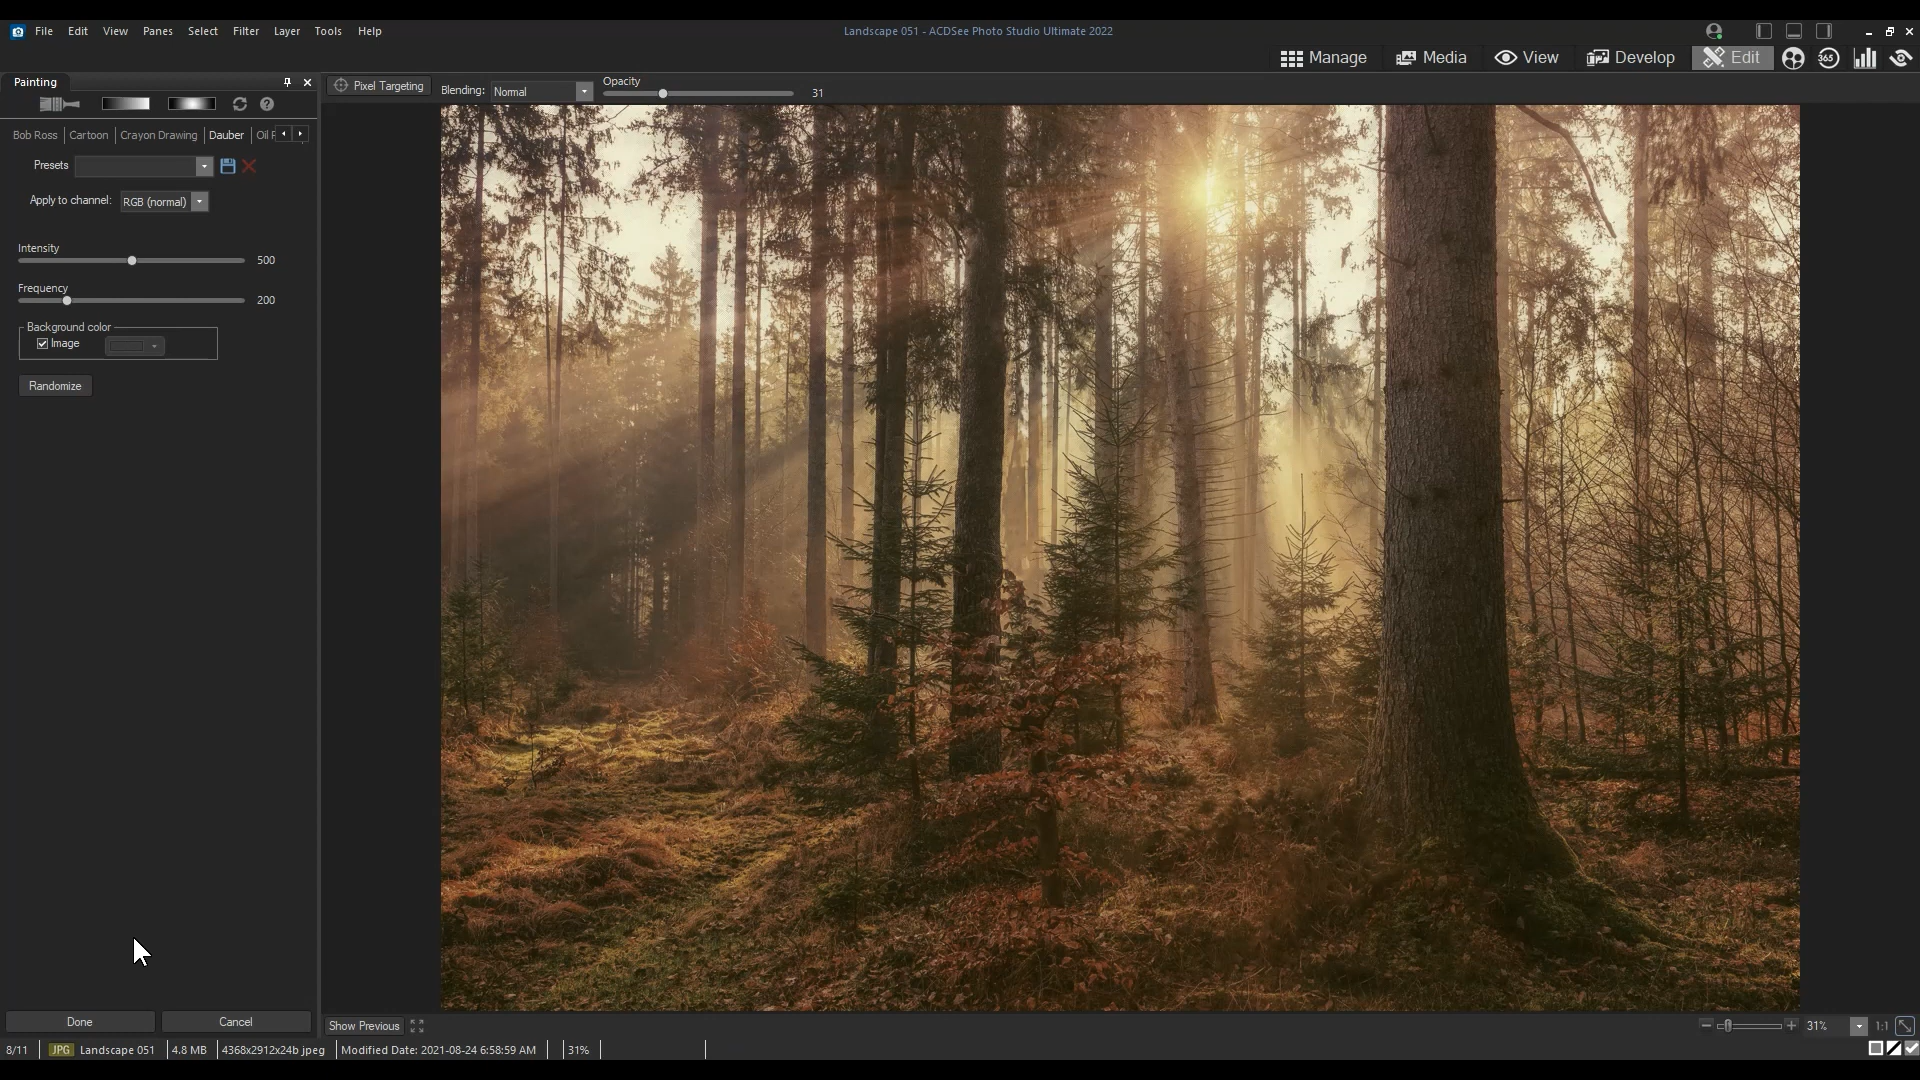 File Edit View Panes Select Filter Layer Tools Help
Landscape 051 - ACDSee Photo Studio Ultimate 2022
Manage Media View Develop Edit 365
Painting
Pixel Targeting Blending: Normal Opacity 31
Bob Ross Cartoon Crayon Drawing Dauber Oil
Presets
Apply to channel: RGB (normal)
Intensity
500
Frequency
200
Background color
Image
Randomize
Done Cancel
Show Previous
31% 1:1
8/11 JPG Landscape 051 4.8 MB 4368x2912x24b jpeg Modified Date: 2021-08-24 6:58:59 AM 31%